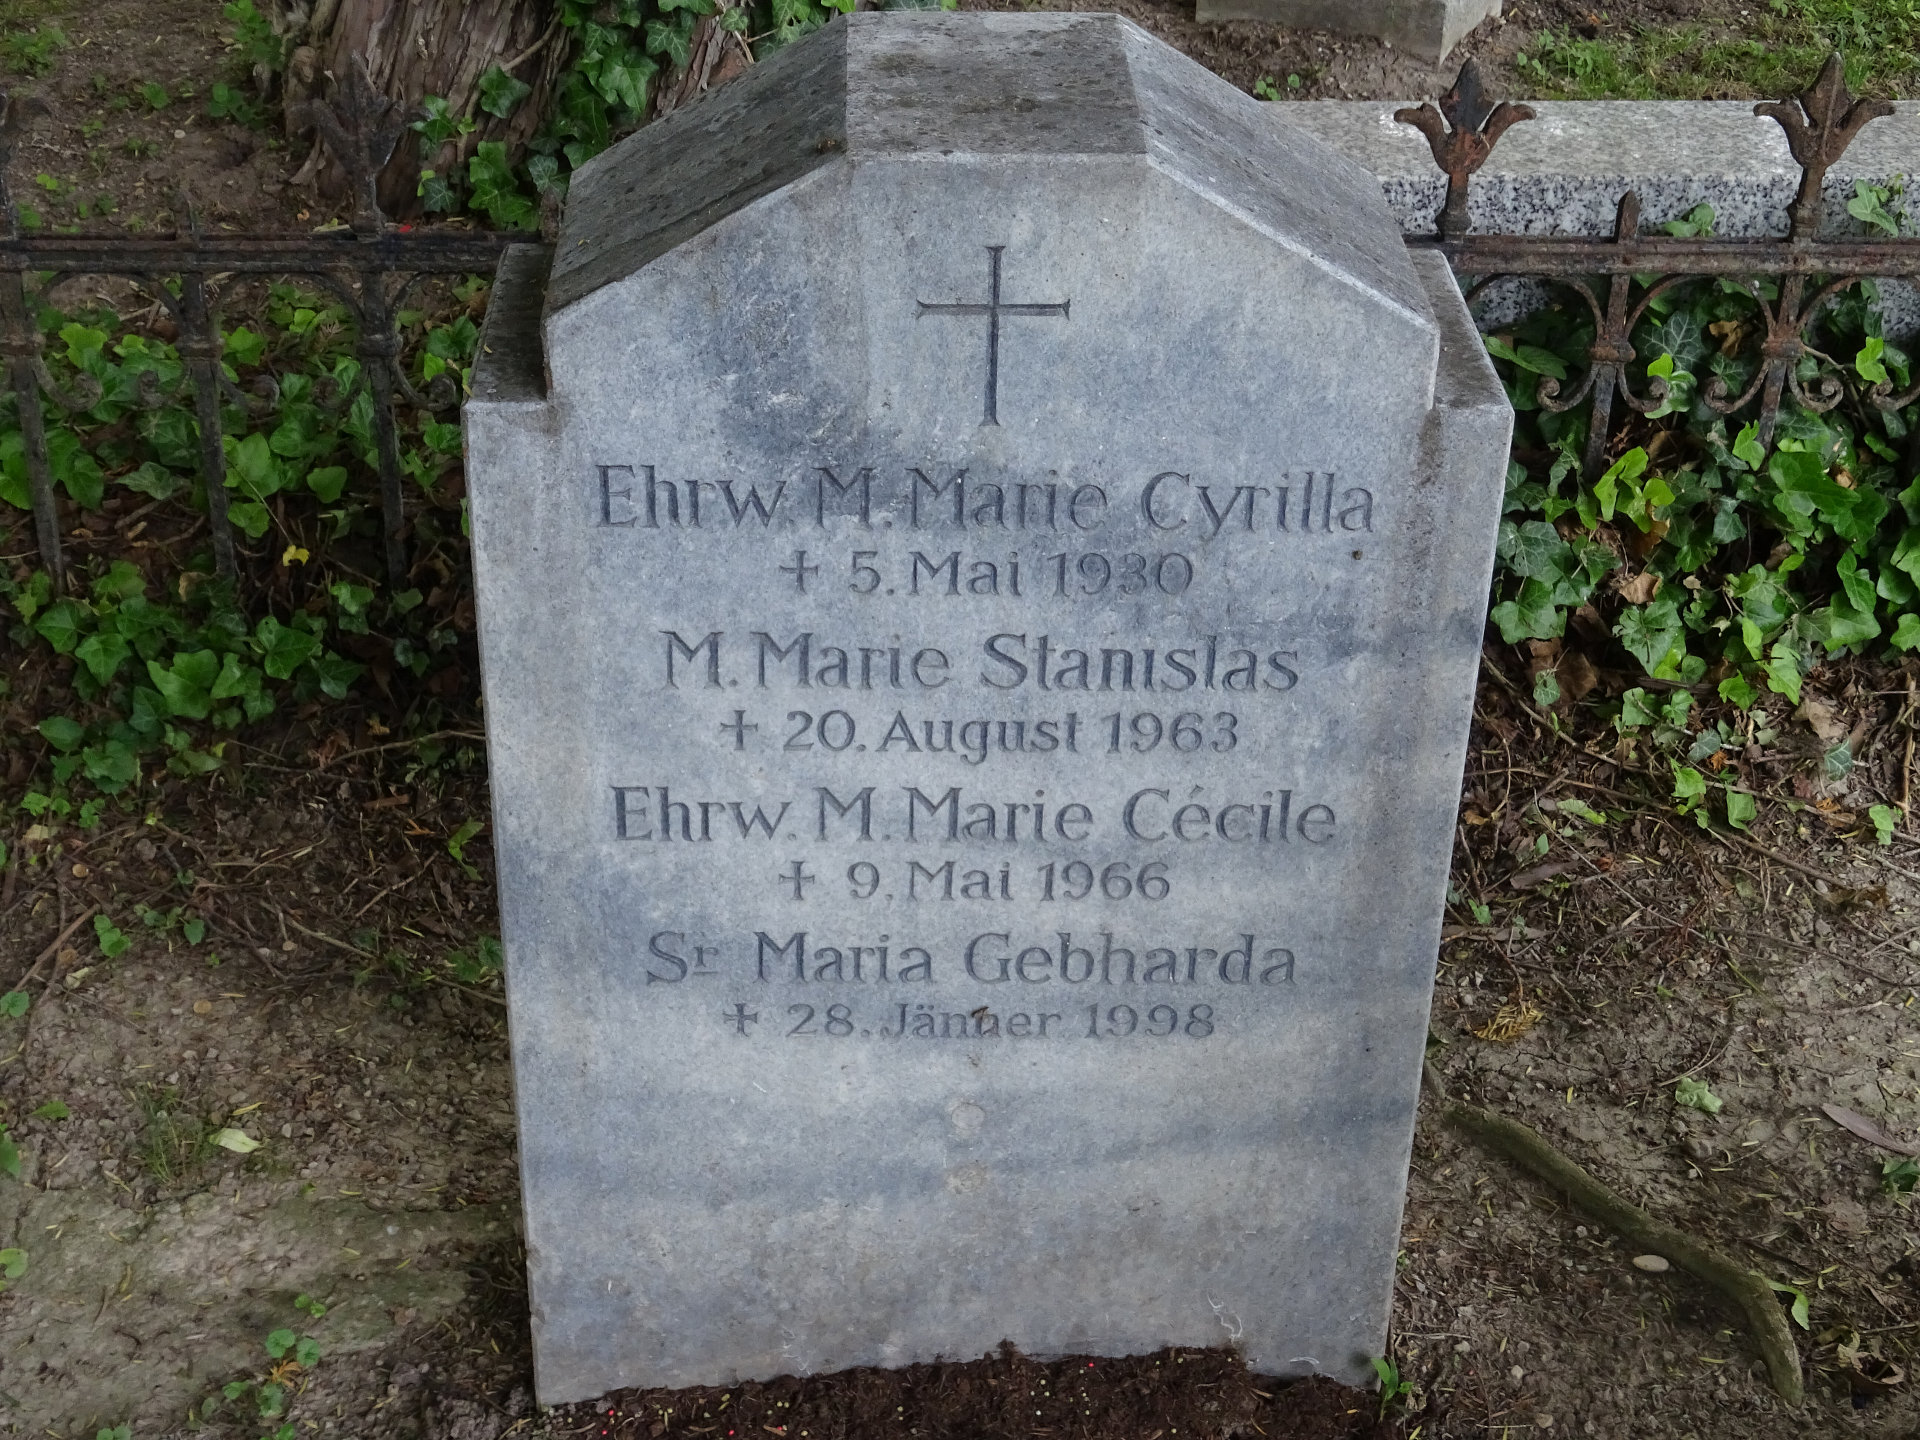 Ehrw. M. Marie Cyrilla
✝ 5. Mai 1930
M. Marie Stanislas
✝ 20. August 1963
Ehrw. M. Marie Cécile
✝ 9. Mai 1966
Sr Maria Gebharda
✝ 28. Jänner 1998